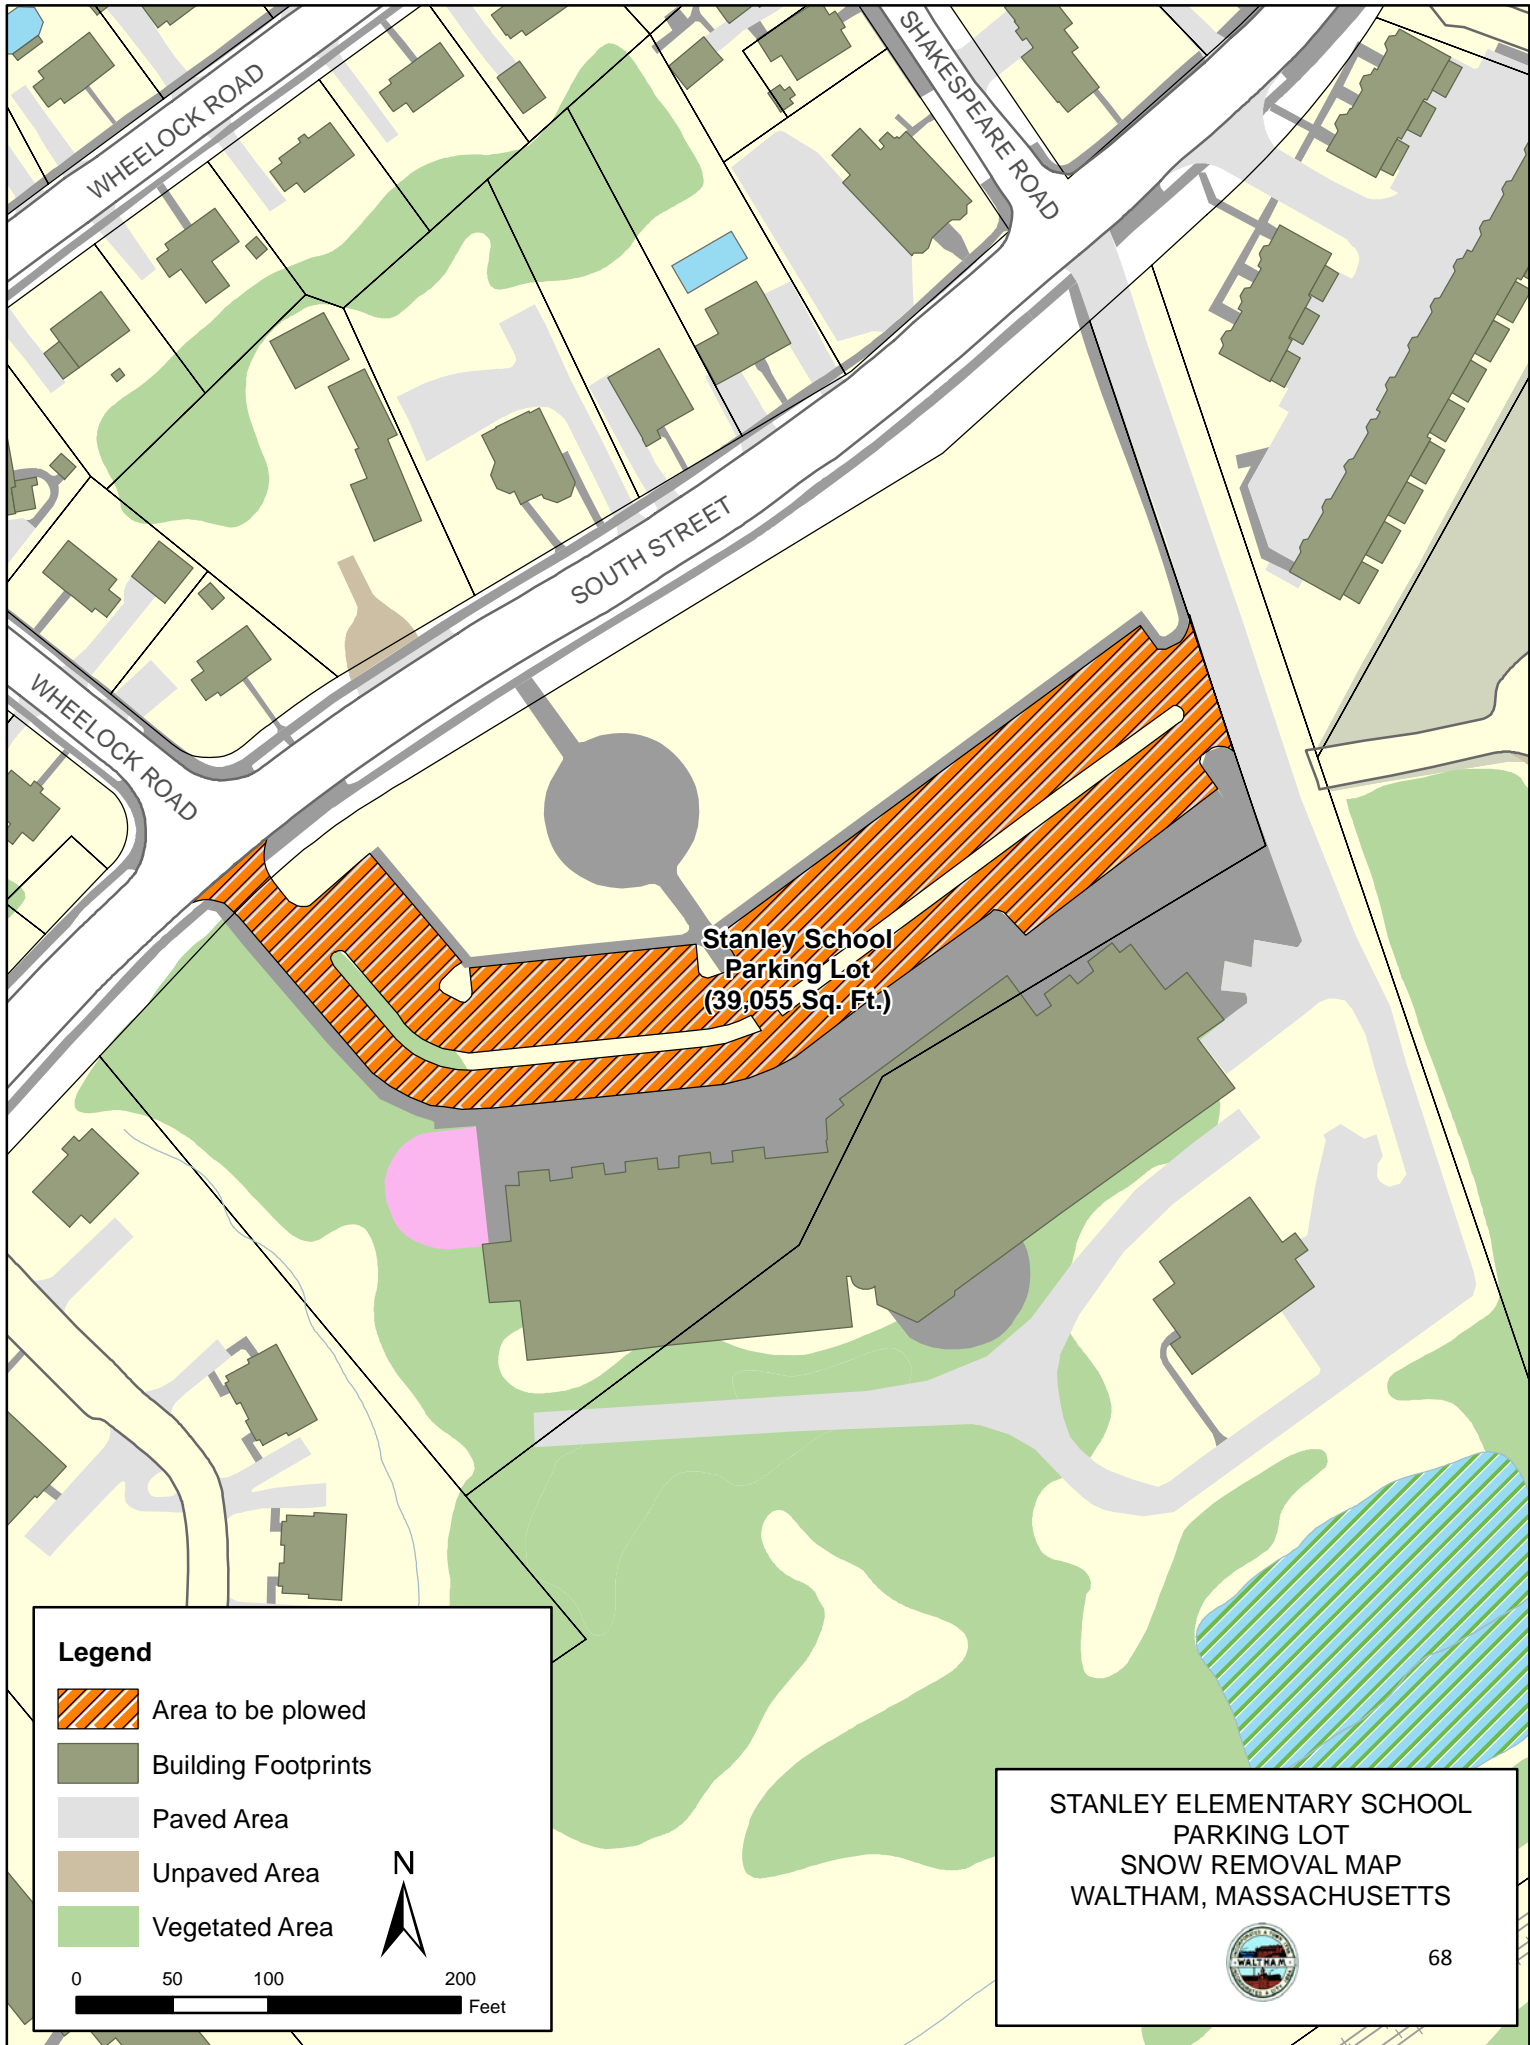 WHEELOCK ROAD
SHAKESPEARE ROAD
SOUTH STREET
WHEELOCK ROAD
Stanley School
Parking Lot
(39,055 Sq. Ft.)
Legend
Area to be plowed
Building Footprints
Paved Area
Unpaved Area
Vegetated Area
N
0 50 100 200
Feet
STANLEY ELEMENTARY SCHOOL
PARKING LOT
SNOW REMOVAL MAP
WALTHAM, MASSACHUSETTS
WALTHAM
68